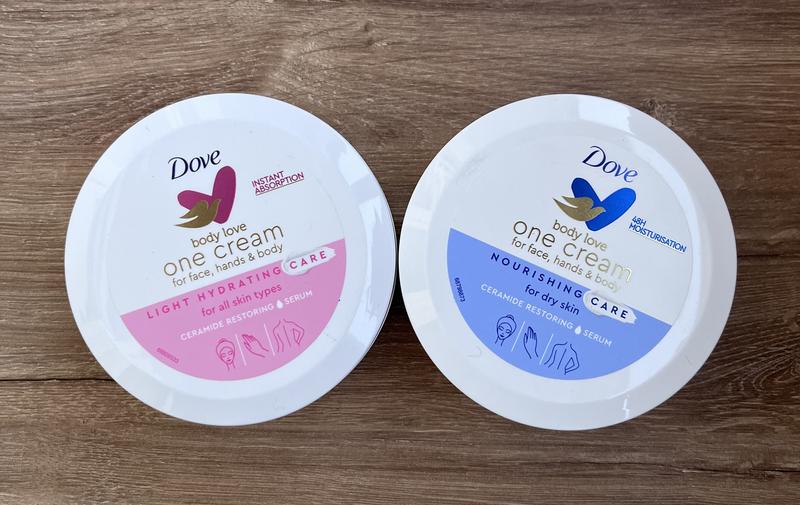 Dove
INSTANT
ABSORPTION
body love
one cream
for face, hands & body
LIGHT HYDRATING CARE
for all skin types
CERAMIDE RESTORING SERUM
Dove
48H
MOISTURISATION
body love
one cream
for face, hands & body
NOURISHING CARE
for dry skin
CERAMIDE RESTORING SERUM